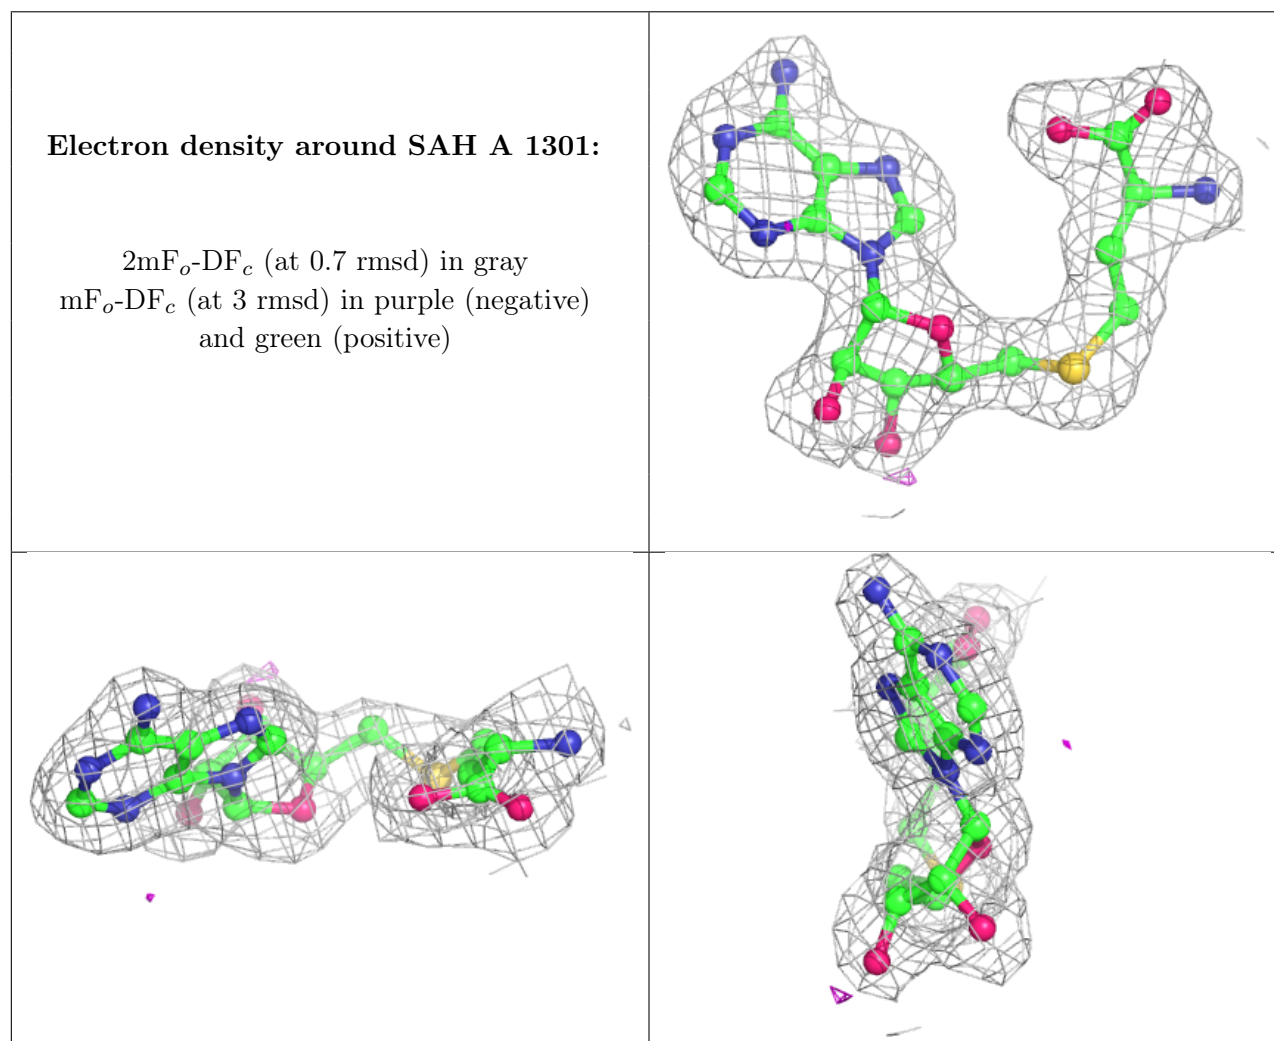 Electron density around SAH A 1301:
2mFo-DFc (at 0.7 rmsd) in gray
mFo-DFc (at 3 rmsd) in purple (negative)
and green (positive)